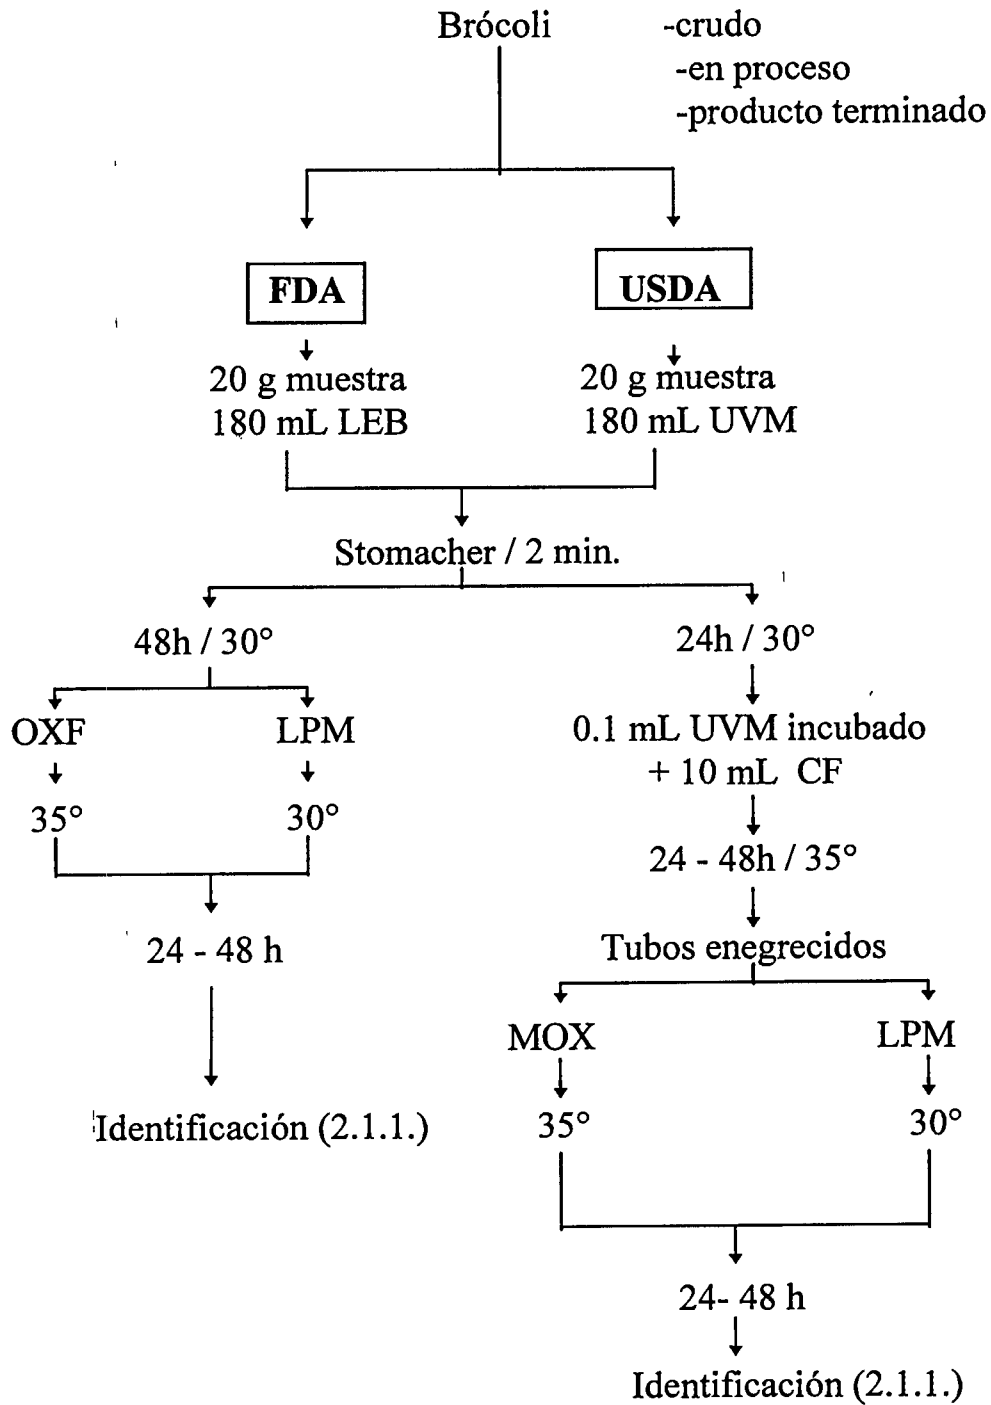 Brócoli -crudo
-en proceso
-producto terminado
FDA USDA
20 g muestra 20 g muestra
180 mL LEB 180 mL UVM
Stomacher / 2 min.
48h / 30° 24h / 30°
OXF LPM 0.1 mL UVM incubado
+ 10 mL CF
35° 30°
24 - 48h / 35°
24 - 48 h Tubos enegrecidos
MOX LPM
Identificación (2.1.1.) 35° 30°
24- 48 h
Identificación (2.1.1.)